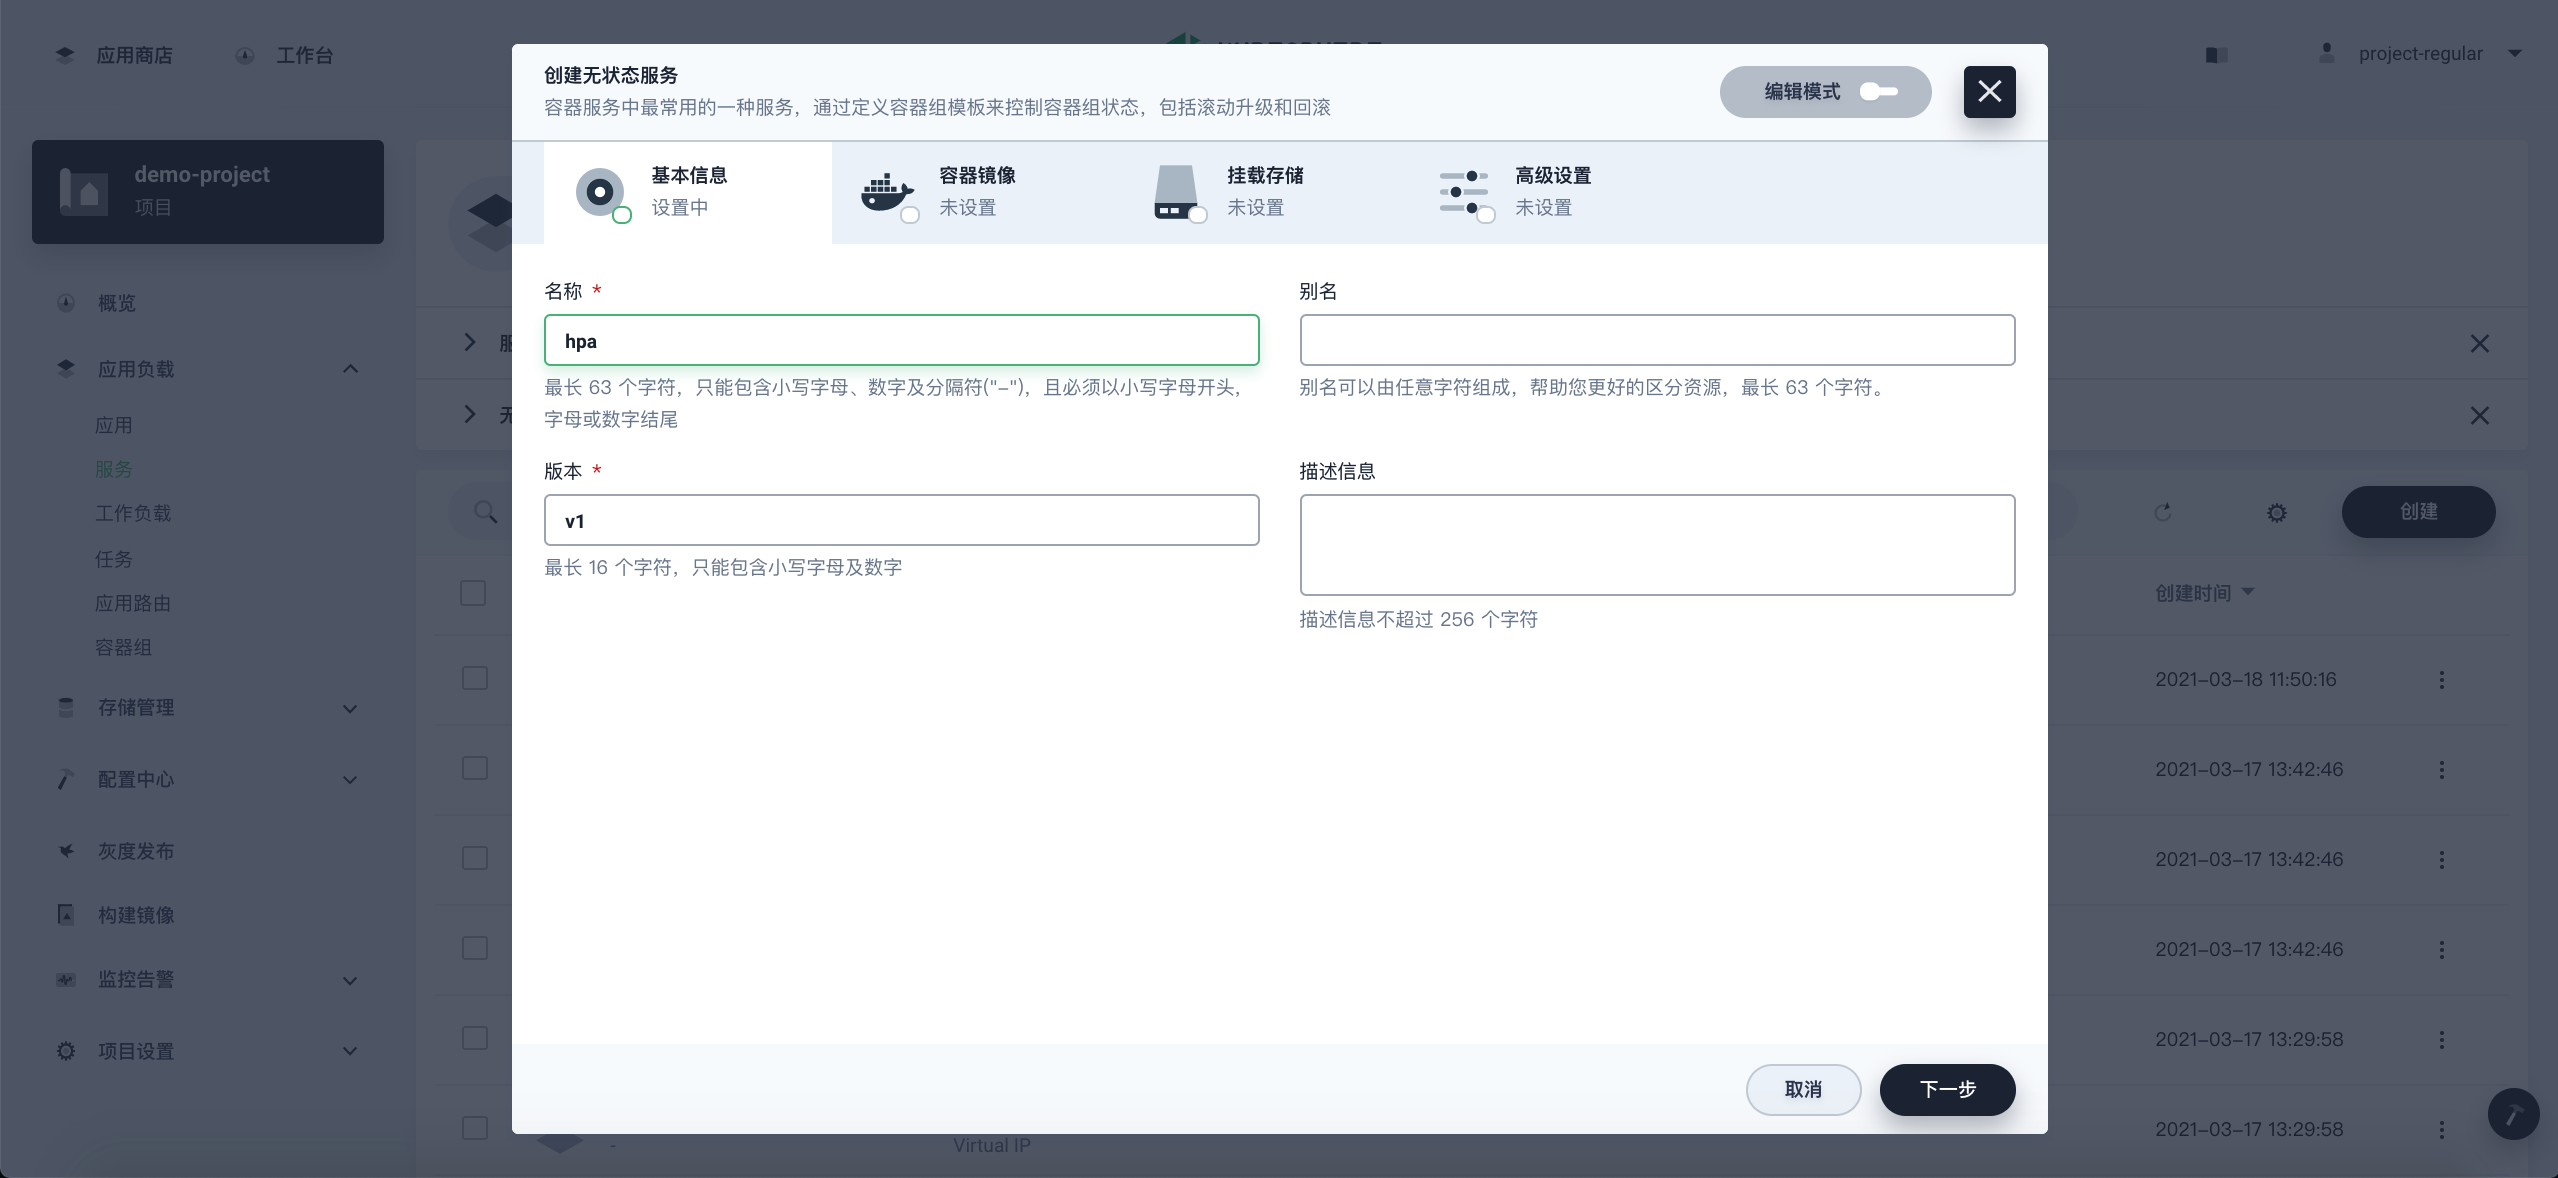 应用商店
工作台
project-regular
demo-project
项目
概览
应用负载
应用
服务
工作负载
任务
应用路由
容器组
存储管理
配置中心
灰度发布
构建镜像
监控告警
项目设置
创建无状态服务
容器服务中最常用的一种服务，通过定义容器组模板来控制容器组状态，包括滚动升级和回滚
编辑模式
基本信息
设置中
容器镜像
未设置
挂载存储
未设置
高级设置
未设置
名称 *
hpa
最长 63 个字符，只能包含小写字母、数字及分隔符("-")，且必须以小写字母开头，
字母或数字结尾
别名
别名可以由任意字符组成，帮助您更好的区分资源，最长 63 个字符。
版本 *
v1
最长 16 个字符，只能包含小写字母及数字
描述信息
描述信息不超过 256 个字符
取消
下一步
创建
创建时间
2021-03-18 11:50:16
2021-03-17 13:42:46
2021-03-17 13:42:46
2021-03-17 13:42:46
2021-03-17 13:29:58
2021-03-17 13:29:58
-
Virtual IP